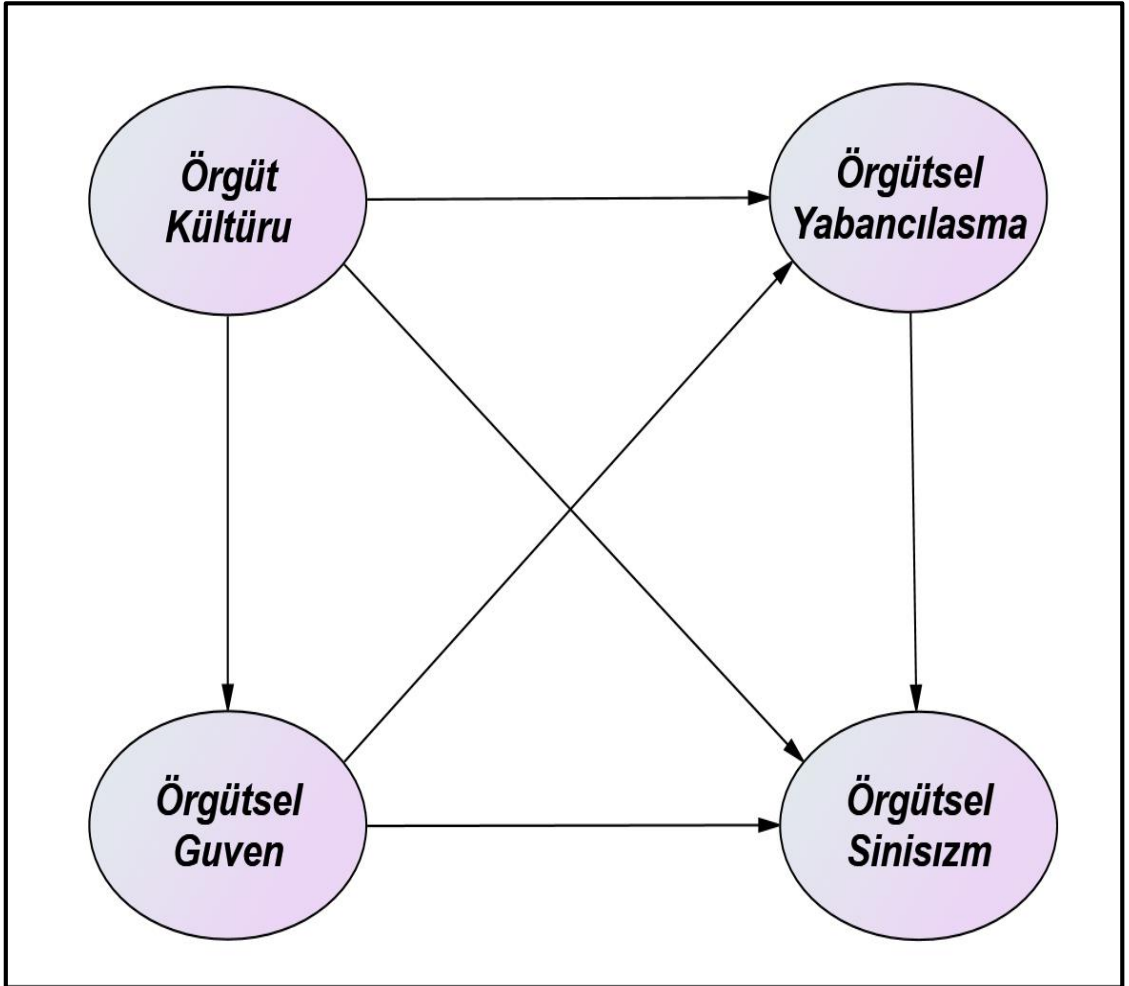 Örgüt
Kültüru
Örgütsel
Yabancılasma
Örgütsel
Guven
Örgütsel
Sinisızm